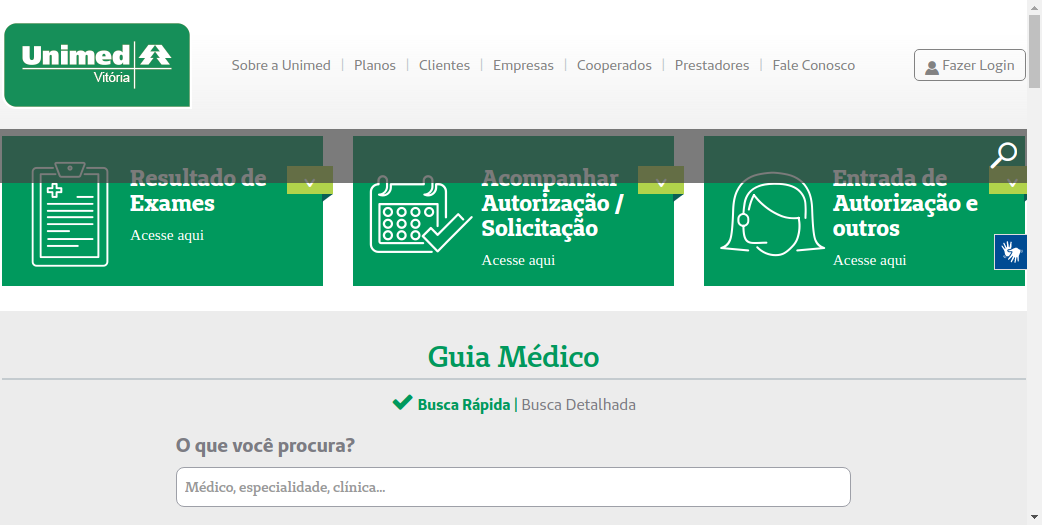 Unimed
Vitória
Sobre a Unimed | Planos | Clientes | Empresas | Cooperados | Prestadores | Fale Conosco
Fazer Login
Resultado de
Exames
Acesse aqui
Acompanhar
Autorização /
Solicitação
Acesse aqui
Entrada de
Autorização e
outros
Acesse aqui
Guia Médico
Busca Rápida | Busca Detalhada
O que você procura?
Médico, especialidade, clínica...